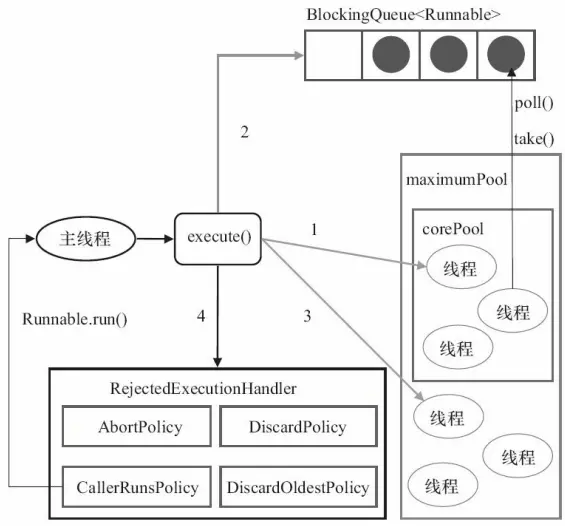 BlockingQueue<Runnable>
poll()
take()
2
maximumPool
corePool
1
主线程
execute()
线程
线程
线程
Runnable.run()
4
3
RejectedExecutionHandler
AbortPolicy
DiscardPolicy
CallerRunsPolicy
DiscardOldestPolicy
线程
线程
线程